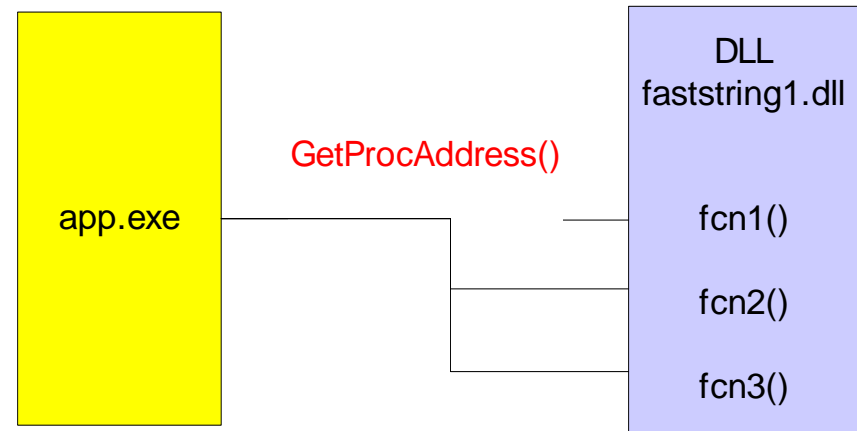 DLL
faststring1.dll
GetProcAddress()
app.exe
fcn1()
fcn2()
fcn3()